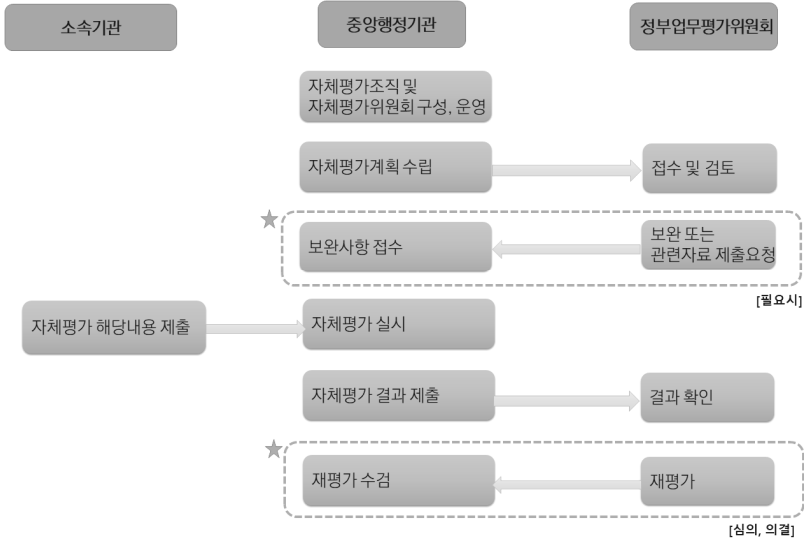 소속기관
중앙행정기관
정부업무평가위원회
자체평가조직 및
자체평가위원회 구성, 운영
자체평가계획 수립
접수 및 검토
보완사항 접수
보완 또는
관련자료 제출요청
[필요시]
자체평가 해당내용 제출
자체평가 실시
자체평가 결과 제출
결과 확인
재평가 수검
재평가
[심의, 의결]